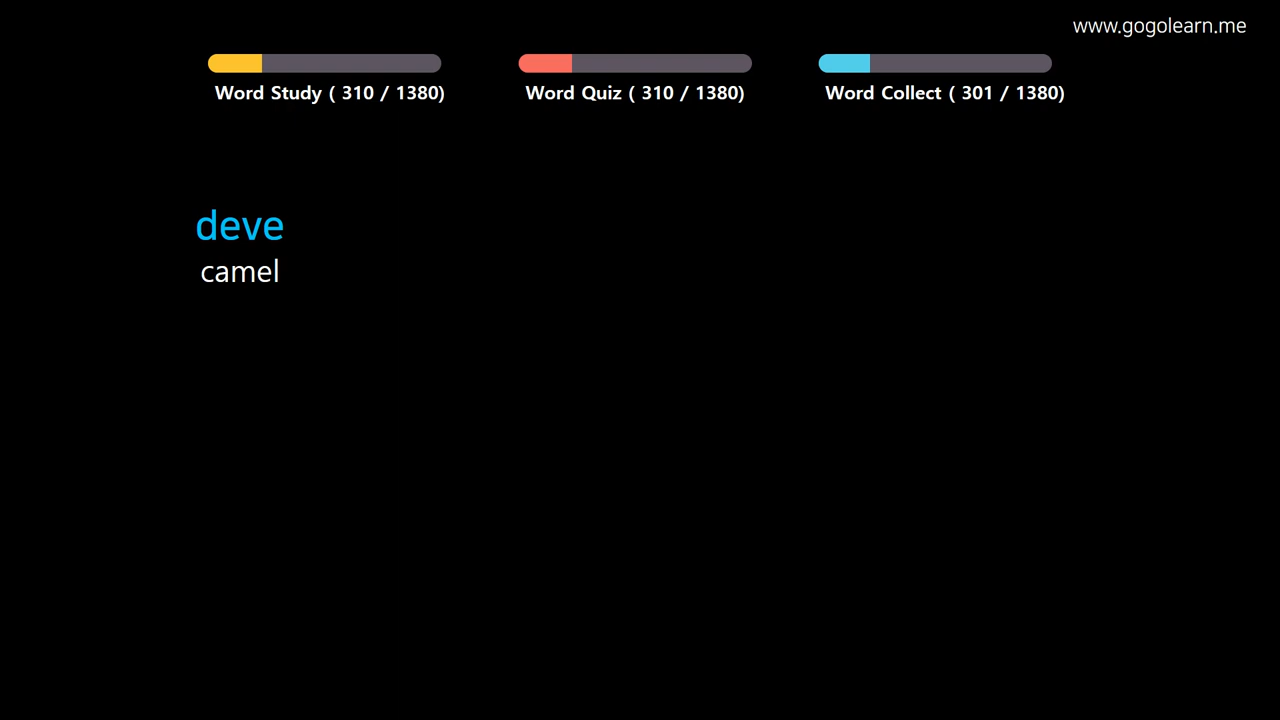 www.gogolearn.me
Word Study ( 310 / 1380)
Word Quiz ( 310 / 1380)
Word Collect ( 301 / 1380)
deve
camel